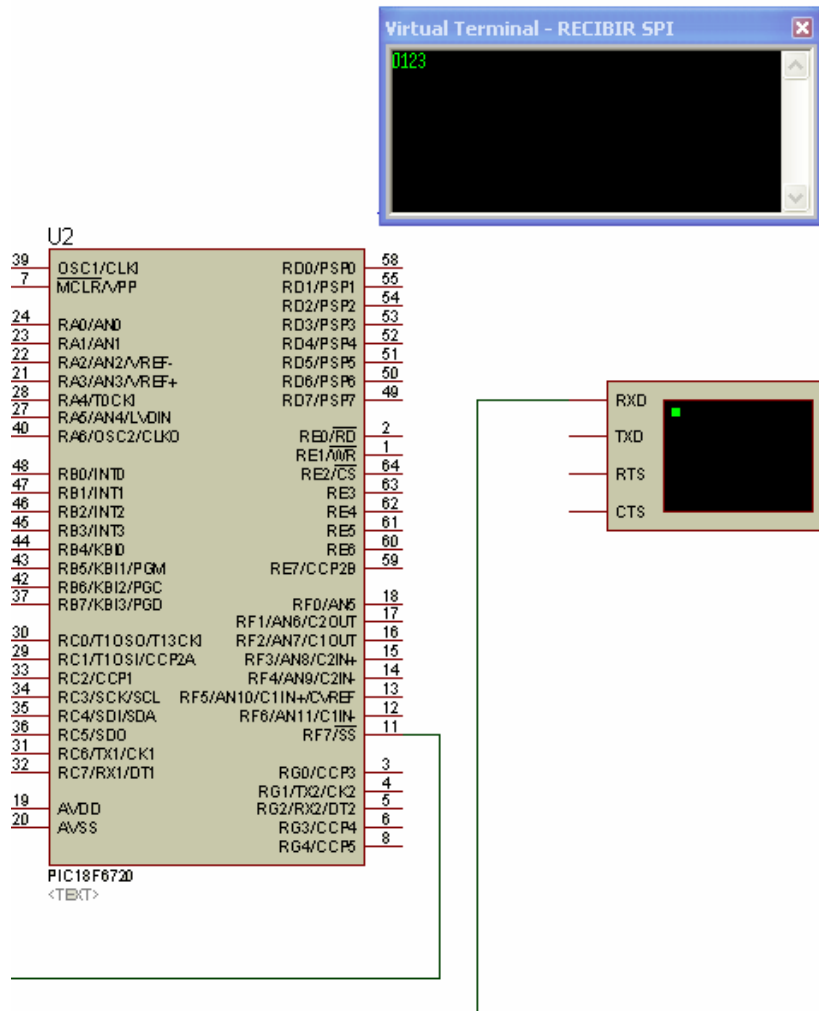 Virtual Terminal - RECIBIR SPI
0123
U2
39 OSC1/CLKI RD0/PSP0 58
7 MCLR/VPP RD1/PSP1 55
RD2/PSP2 54
24 RA0/AN0 RD3/PSP3 53
23 RA1/AN1 RD4/PSP4 52
22 RA2/AN2/VREF- RD5/PSP5 51
21 RA3/AN3/VREF+ RD6/PSP6 50
28 RA4/T0CKI RD7/PSP7 49
27 RA5/AN4/LVDIN
40 RA6/OSC2/CLKO RE0/RD 2
RE1/WR 1
48 RB0/INT0 RE2/CS 64
47 RB1/INT1 RE3 63
46 RB2/INT2 RE4 62
45 RB3/INT3 RE5 61
44 RB4/KBI0 RE6 60
43 RB5/KBI1/PGM RE7/CCP2B 59
42 RB6/KBI2/PGC
37 RB7/KBI3/PGD RF0/AN5 18
RF1/AN6/C2OUT 17
30 RC0/T1OSO/T13CKI RF2/AN7/C1OUT 16
29 RC1/T1OSI/CCP2A RF3/AN8/C2IN+ 15
33 RC2/CCP1 RF4/AN9/C2IN- 14
34 RC3/SCK/SCL RF5/AN10/C1IN+/CVREF 13
35 RC4/SDI/SDA RF6/AN11/C1IN- 12
36 RC5/SDO RF7/SS 11
31 RC6/TX1/CK1
32 RC7/RX1/DT1 RG0/CCP3 3
RG1/TX2/CK2 4
19 AVDD RG2/RX2/DT2 5
20 AVSS RG3/CCP4 6
RG4/CCP5 8
PIC18F6720
<TEXT>
RXD
TXD
RTS
CTS